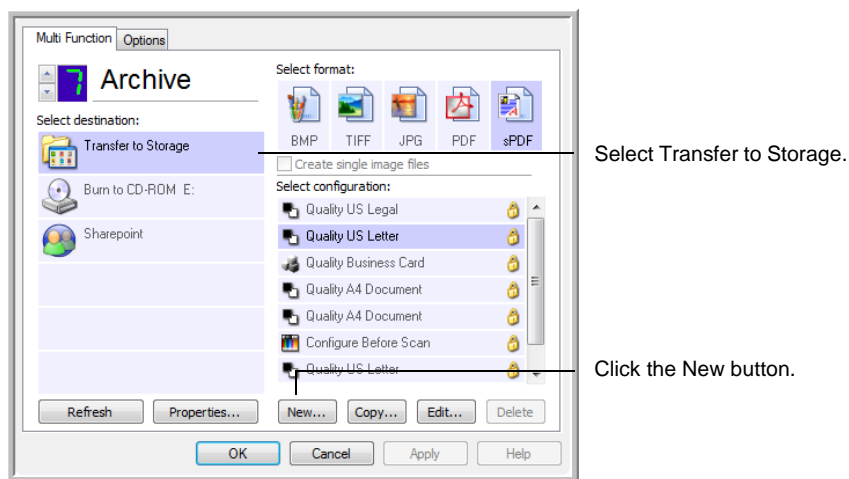 Multi Function
Options
7
Archive
Select destination:
Transfer to Storage
Burn to CD-ROM E:
Sharepoint
Refresh
Properties...
Select format:
BMP
TIFF
JPG
PDF
sPDF
Create single image files
Select configuration:
Quality US Legal
Quality US Letter
Quality Business Card
Quality A4 Document
Quality A4 Document
Configure Before Scan
Quality US Letter
New...
Copy...
Edit...
Delete
OK
Cancel
Apply
Help
Select Transfer to Storage.
Click the New button.